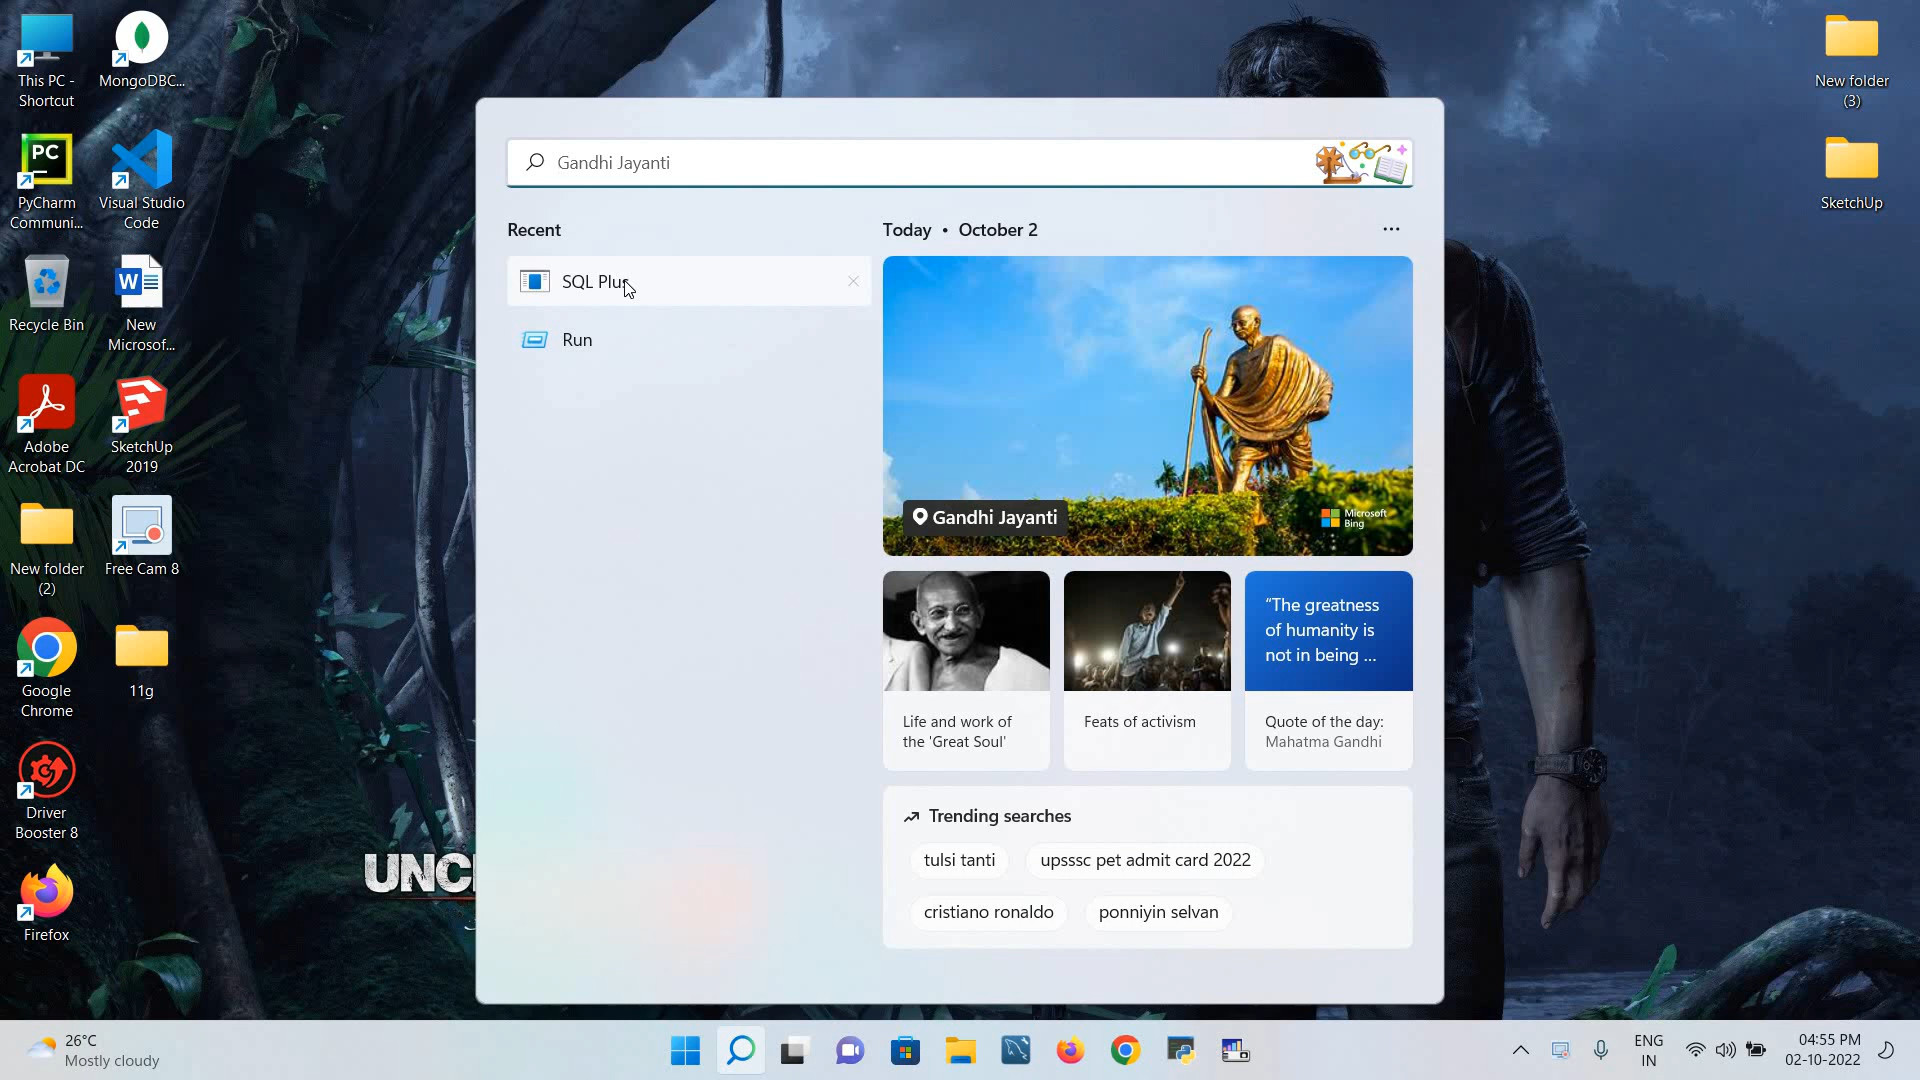 This PC -
Shortcut
MongoDBC...
PC
PyCharm
Communi...
Visual Studio
Code
Recycle Bin
W
New
Microsof...
Adobe
Acrobat DC
SketchUp
2019
New folder
(2)
Free Cam 8
Google
Chrome
11g
Driver
Booster 8
Firefox
UNC
Gandhi Jayanti
Recent
SQL Plus
Run
Today • October 2
Gandhi Jayanti
Microsoft
Bing
Life and work of
the 'Great Soul'
Feats of activism
“The greatness
of humanity is
not in being ...
Quote of the day:
Mahatma Gandhi
Trending searches
tulsi tanti
upsssc pet admit card 2022
cristiano ronaldo
ponniyin selvan
New folder
(3)
SketchUp
26°C
Mostly cloudy
ENG
IN
04:55 PM
02-10-2022